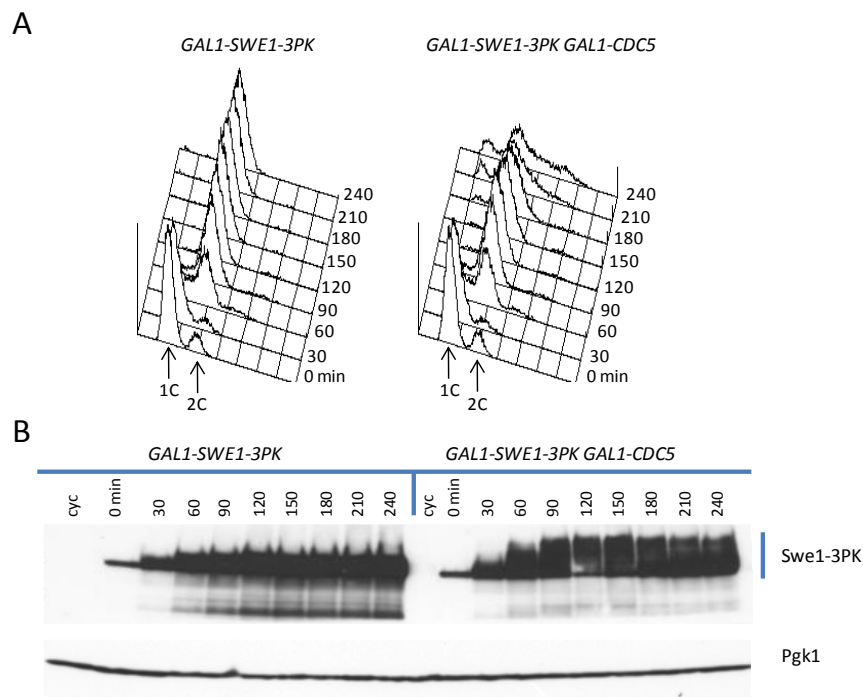 A
GAL1-SWE1-3PK
GAL1-SWE1-3PK GAL1-CDC5
240
210
180
150
120
90
60
30
0 min
1C
2C
240
210
180
150
120
90
60
30
0 min
1C
2C
B
GAL1-SWE1-3PK
GAL1-SWE1-3PK GAL1-CDC5
cyc 0 min 30 60 90 120 150 180 210 240 cyc 0 min 30 60 90 120 150 180 210 240
Swe1-3PK
Pgk1